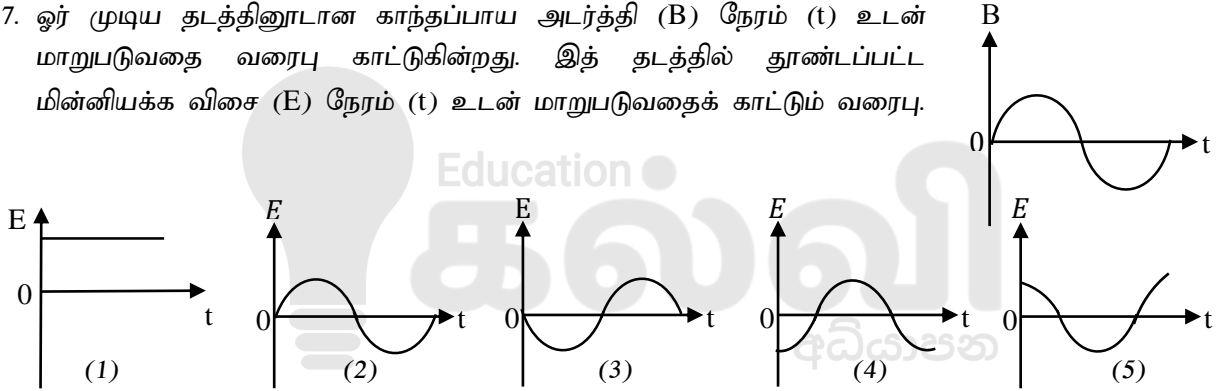 7. ஓர் முடிய தடத்தினூடான காந்தப்பாய அடர்த்தி (B) நேரம் (t) உடன்
மாறுபடுவதை வரைபு காட்டுகின்றது. இத் தடத்தில் தூண்டப்பட்ட
மின்னியக்க விசை (E) நேரம் (t) உடன் மாறுபடுவதைக் காட்டும் வரைபு.
B
0
t
Education
கல்வி
අධ්‍යාපන
E
0
t
(1)
E
0
t
(2)
E
0
t
(3)
E
0
t
(4)
E
0
t
(5)